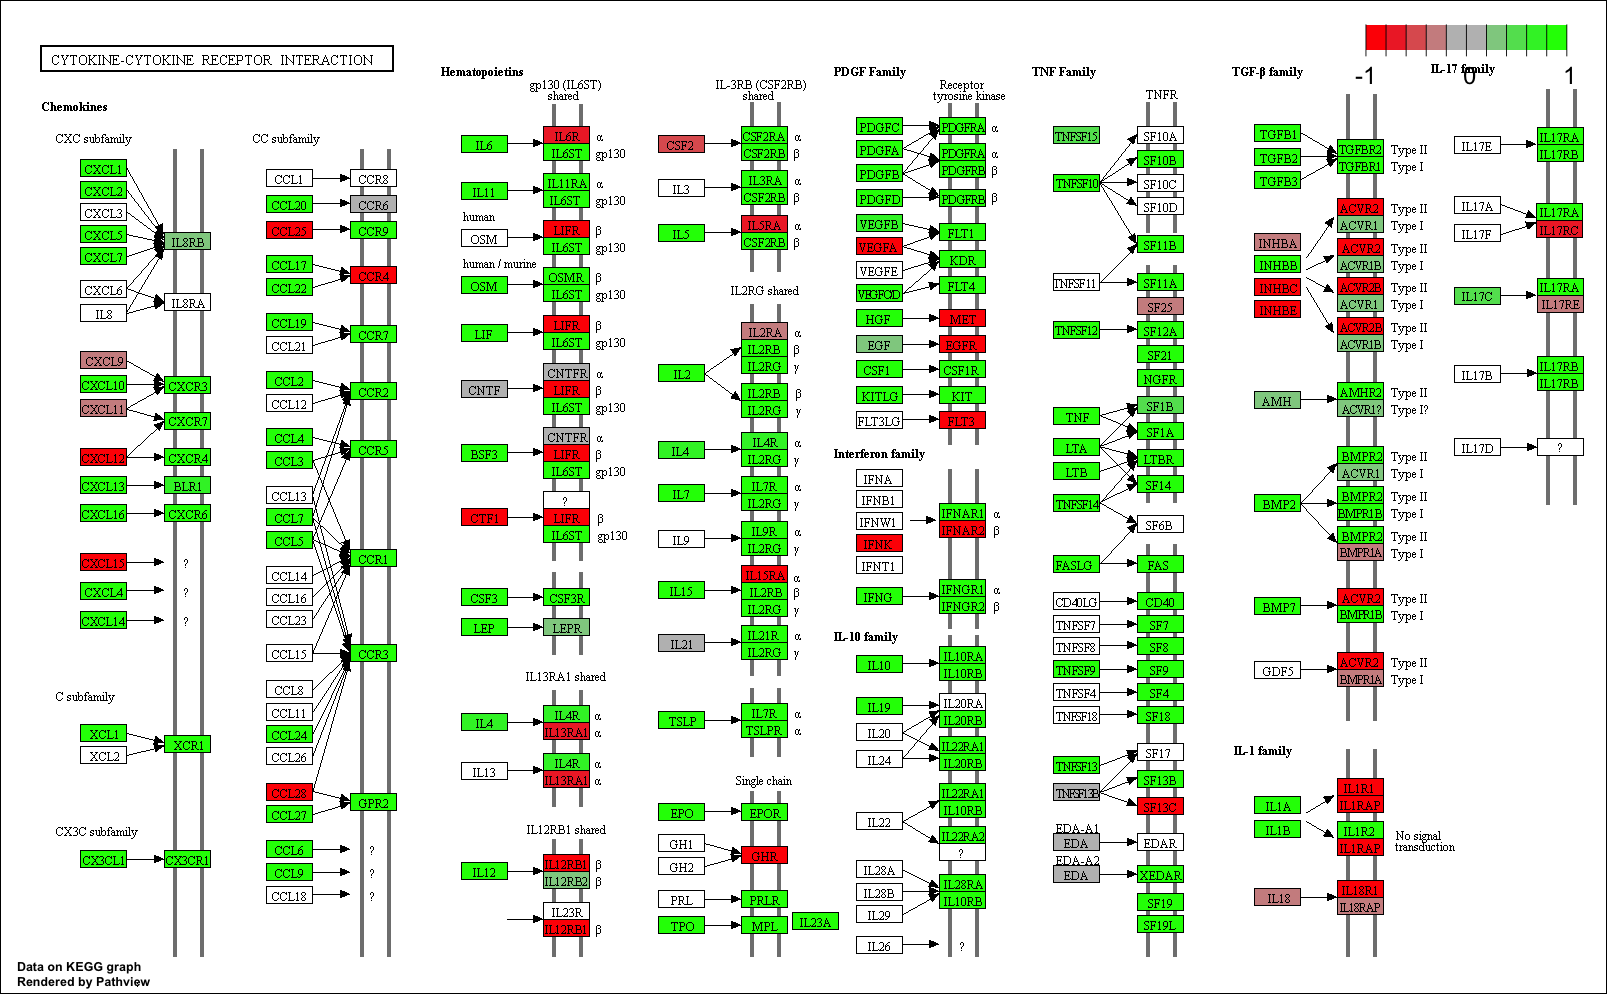 CYTOKINE-CYTOKINE RECEPTOR INTERACTION
-1
0
1
Chemokines
CXC subfamily
CXCL1
CXCL2
CXCL3
CXCL5
CXCL7
IL8RB
CXCL6
IL8
IL8RA
CXCL9
CXCL10
CXCL11
CXCR3
CXCR7
CXCL12
CXCR4
CXCL13
BLR1
CXCL16
CXCR6
CXCL15
?
CXCL4
?
CXCL14
?
C subfamily
XCL1
XCL2
XCR1
CX3C subfamily
CX3CL1
CX3CR1
CC subfamily
CCL1
CCR8
CCL20
CCR6
CCL25
CCR9
CCL17
CCL22
CCR4
CCL19
CCL21
CCR7
CCL2
CCL12
CCR2
CCL4
CCL3
CCR5
CCL13
CCL7
CCL5
CCR1
CCL14
CCL16
CCL23
CCL15
CCR3
CCL8
CCL11
CCL24
CCL26
CCL28
CCL27
GPR2
CCL6
?
CCL9
?
CCL18
?
Hematopoietins
gp130 (IL6ST)
shared
IL6
IL6R α
IL6ST gp130
IL11
IL11RA α
IL6ST gp130
human
OSM
LIFR β
IL6ST gp130
human / murine
OSM
OSMR β
IL6ST gp130
LIF
LIFR β
IL6ST gp130
CNTF
CNTFR α
LIFR β
IL6ST gp130
BSF3
CNTFR α
LIFR β
IL6ST gp130
CTF1
?
LIFR β
IL6ST gp130
CSF3
CSF3R
LEP
LEPR
IL13RA1 shared
IL4
IL4R α
IL13RA1 α
IL13
IL4R α
IL13RA1 α
IL12RB1 shared
IL12
IL12RB1 β
IL12RB2 β
IL23R
IL12RB1 β
IL-3RB (CSF2RB)
shared
CSF2
CSF2RA α
CSF2RB β
IL3
IL3RA α
CSF2RB β
IL5
IL5RA α
CSF2RB β
IL2RG shared
IL2
IL2RA α
IL2RB β
IL2RG γ
IL2RB β
IL2RG γ
IL4
IL4R α
IL2RG γ
IL7
IL7R α
IL2RG γ
IL9
IL9R α
IL2RG γ
IL15
IL15RA α
IL2RB β
IL2RG γ
IL21
IL21R α
IL2RG γ
TSLP
IL7R α
TSLPR α
Single chain
EPO
EPOR
GH1
GH2
GHR
PRL
PRLR
TPO
MPL
IL23A
PDGF Family
Receptor
tyrosine kinase
PDGFC
PDGFA
PDGFB
PDGFD
PDGFRA α
PDGFRA α
PDGFRB β
PDGFRB β
VEGFB
VEGFA
VEGFE
VEGFC/D
FLT1
KDR
FLT4
HGF
MET
EGF
EGFR
CSF1
CSF1R
KITLG
KIT
FLT3LG
FLT3
Interferon family
IFNA
IFNB1
IFNW1
IFNK
IFNT1
IFNAR1 α
IFNAR2 β
IFNG
IFNGR1 α
IFNGR2 β
IL-10 family
IL10
IL10RA
IL10RB
IL19
IL20
IL24
IL20RA
IL20RB
IL22RA1
IL20RB
IL22
IL22RA1
IL10RB
IL22RA2
?
IL28A
IL28B
IL29
IL28RA
IL10RB
IL26
?
TNF Family
TNFR
TNFSF15
TNFSF10
SF10A
SF10B
SF10C
SF10D
SF11B
TNFSF11
SF11A
SF25
TNFSF12
SF12A
SF21
NGFR
TNF
LTA
LTB
TNFSF14
SF1B
SF1A
LTBR
SF14
SF6B
FASLG
FAS
CD40LG
CD40
TNFSF7
SF7
TNFSF8
SF8
TNFSF9
SF9
TNFSF4
SF4
TNFSF18
SF18
TNFSF13
TNFSF13B
SF17
SF13B
SF13C
EDA-A1
EDA
EDAR
EDA-A2
EDA
XEDAR
SF19
SF19L
TGF-β family
TGFB1
TGFB2
TGFB3
TGFBR2 Type II
TGFBR1 Type I
INHBA
INHBB
INHBC
INHBE
ACVR2 Type II
ACVR1 Type I
ACVR2 Type II
ACVR1B Type I
ACVR2B Type II
ACVR1 Type I
ACVR2B Type II
ACVR1B Type I
AMH
AMHR2 Type II
ACVR1? Type I?
BMP2
BMPR2 Type II
ACVR1 Type I
BMPR2 Type II
BMPR1B Type I
BMPR2 Type II
BMPR1A Type I
BMP7
ACVR2 Type II
BMPR1B Type I
GDF5
ACVR2 Type II
BMPR1A Type I
IL-1 family
IL1A
IL1B
IL1R1
IL1RAP
IL1R2
IL1RAP
No signal
transduction
IL18
IL18R1
IL18RAP
IL-17 family
IL17E
IL17RA
IL17RB
IL17A
IL17F
IL17RA
IL17RC
IL17C
IL17RA
IL17RE
IL17B
IL17RB
IL17RB
IL17D
?
Data on KEGG graph
Rendered by Pathview